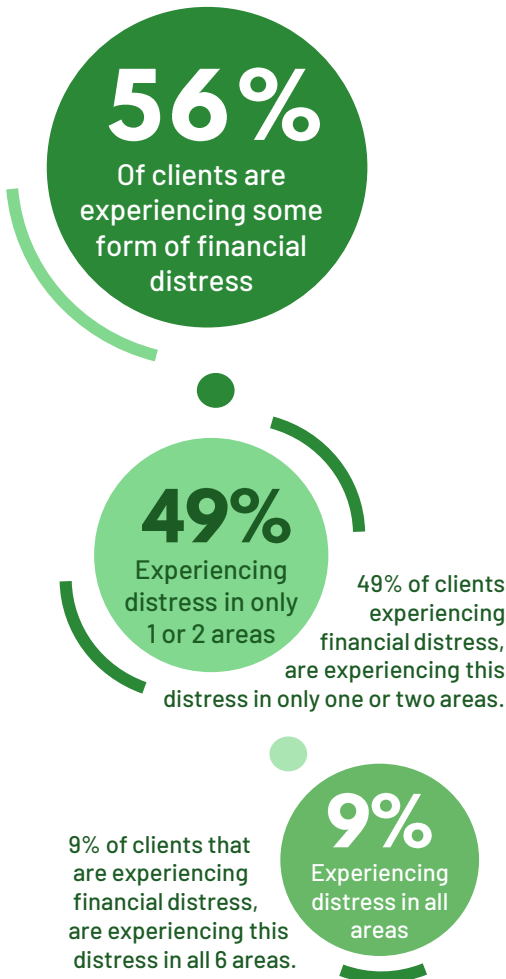 56%
Of clients are
experiencing some
form of financial
distress
49%
Experiencing
distress in only
1 or 2 areas
49% of clients
experiencing
financial distress,
are experiencing this
distress in only one or two areas.
9%
Experiencing
distress in all
areas
9% of clients that
are experiencing
financial distress,
are experiencing this
distress in all 6 areas.